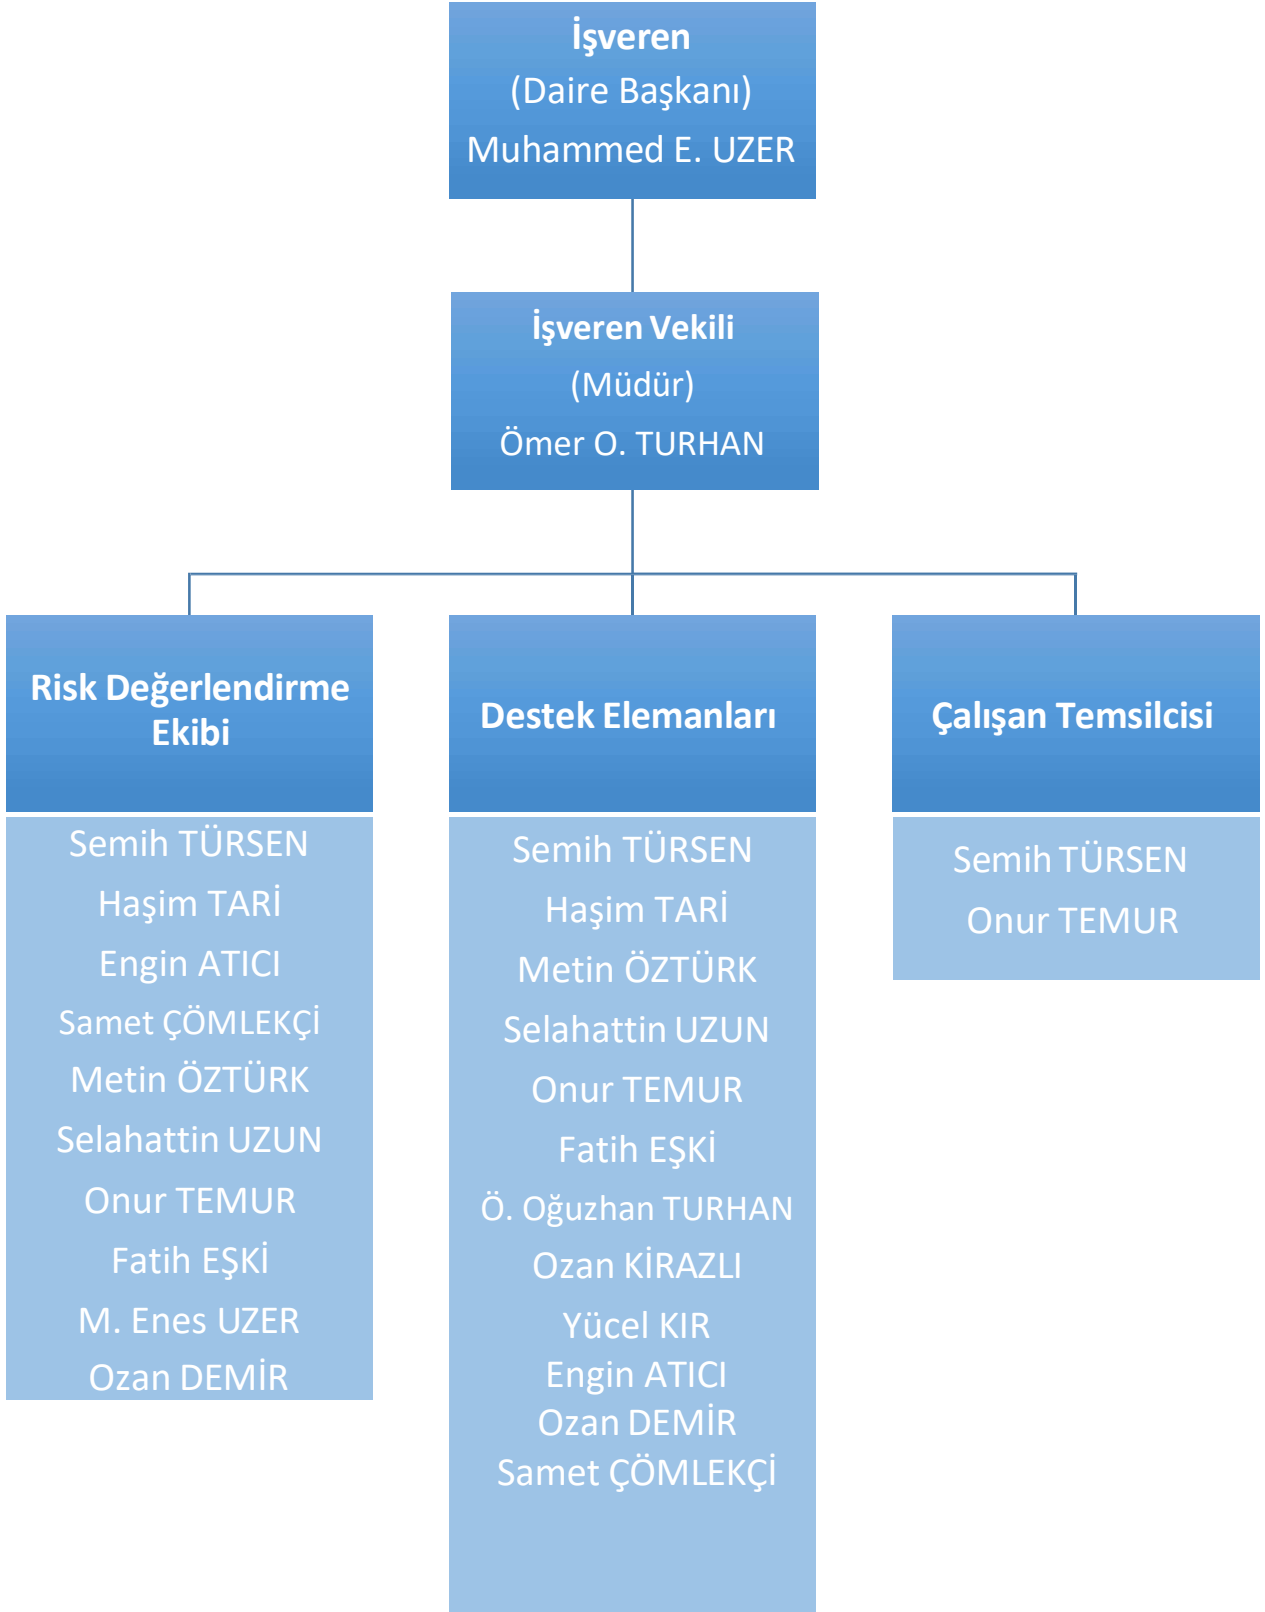 İşveren
(Daire Başkanı)
Muhammed E. UZER
İşveren Vekili
(Müdür)
Ömer O. TURHAN
Risk Değerlendirme
Ekibi
Semih TÜRSEN
Haşim TARİ
Engin ATICI
Samet ÇÖMLEKÇİ
Metin ÖZTÜRK
Selahattin UZUN
Onur TEMUR
Fatih EŞKİ
M. Enes UZER
Ozan DEMİR
Destek Elemanları
Semih TÜRSEN
Haşim TARİ
Metin ÖZTÜRK
Selahattin UZUN
Onur TEMUR
Fatih EŞKİ
Ö. Oğuzhan TURHAN
Ozan KİRAZLI
Yücel KIR
Engin ATICI
Ozan DEMİR
Samet ÇÖMLEKÇİ
Çalışan Temsilcisi
Semih TÜRSEN
Onur TEMUR